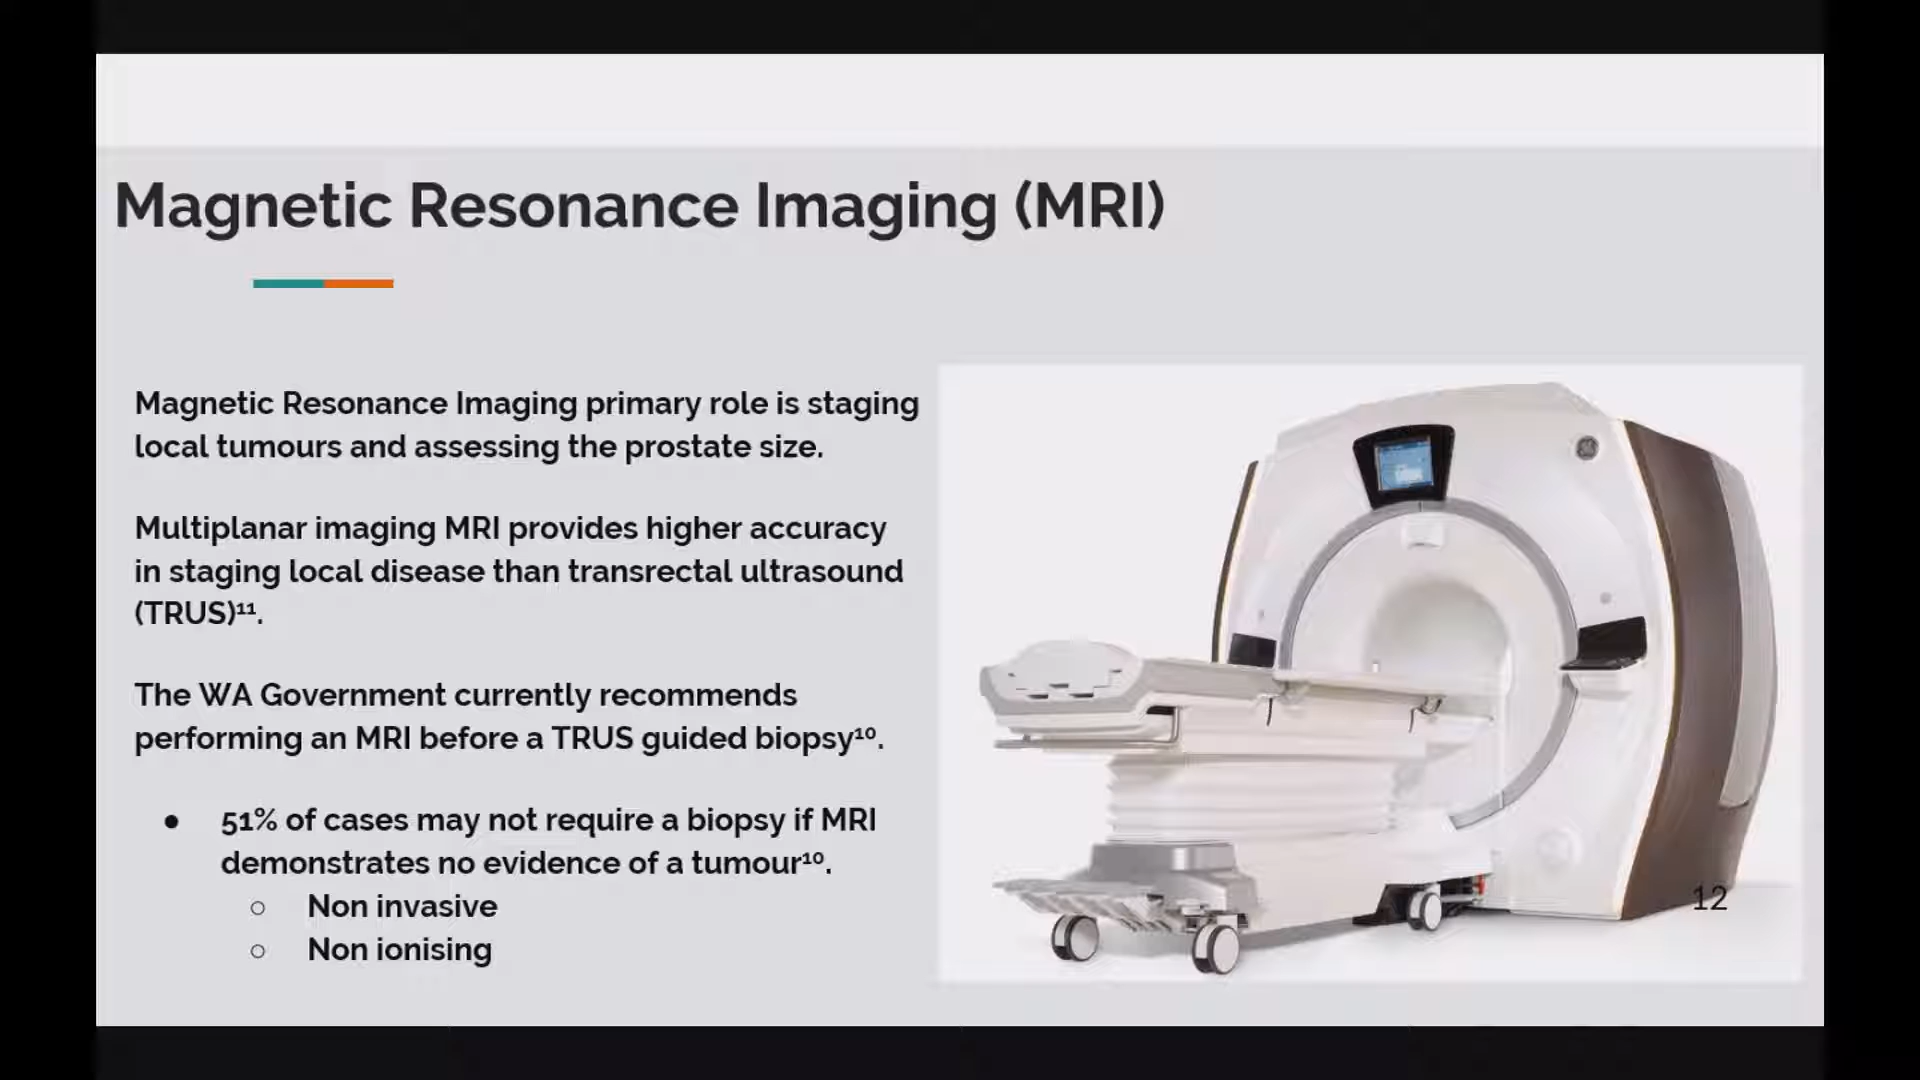 Magnetic Resonance Imaging (MRI)
Magnetic Resonance Imaging primary role is staging
local tumours and assessing the prostate size.
Multiplanar imaging MRI provides higher accuracy
in staging local disease than transrectal ultrasound
(TRUS)¹¹.
The WA Government currently recommends
performing an MRI before a TRUS guided biopsy¹⁰.
● 51% of cases may not require a biopsy if MRI
demonstrates no evidence of a tumour¹⁰.
○ Non invasive
○ Non ionising
12